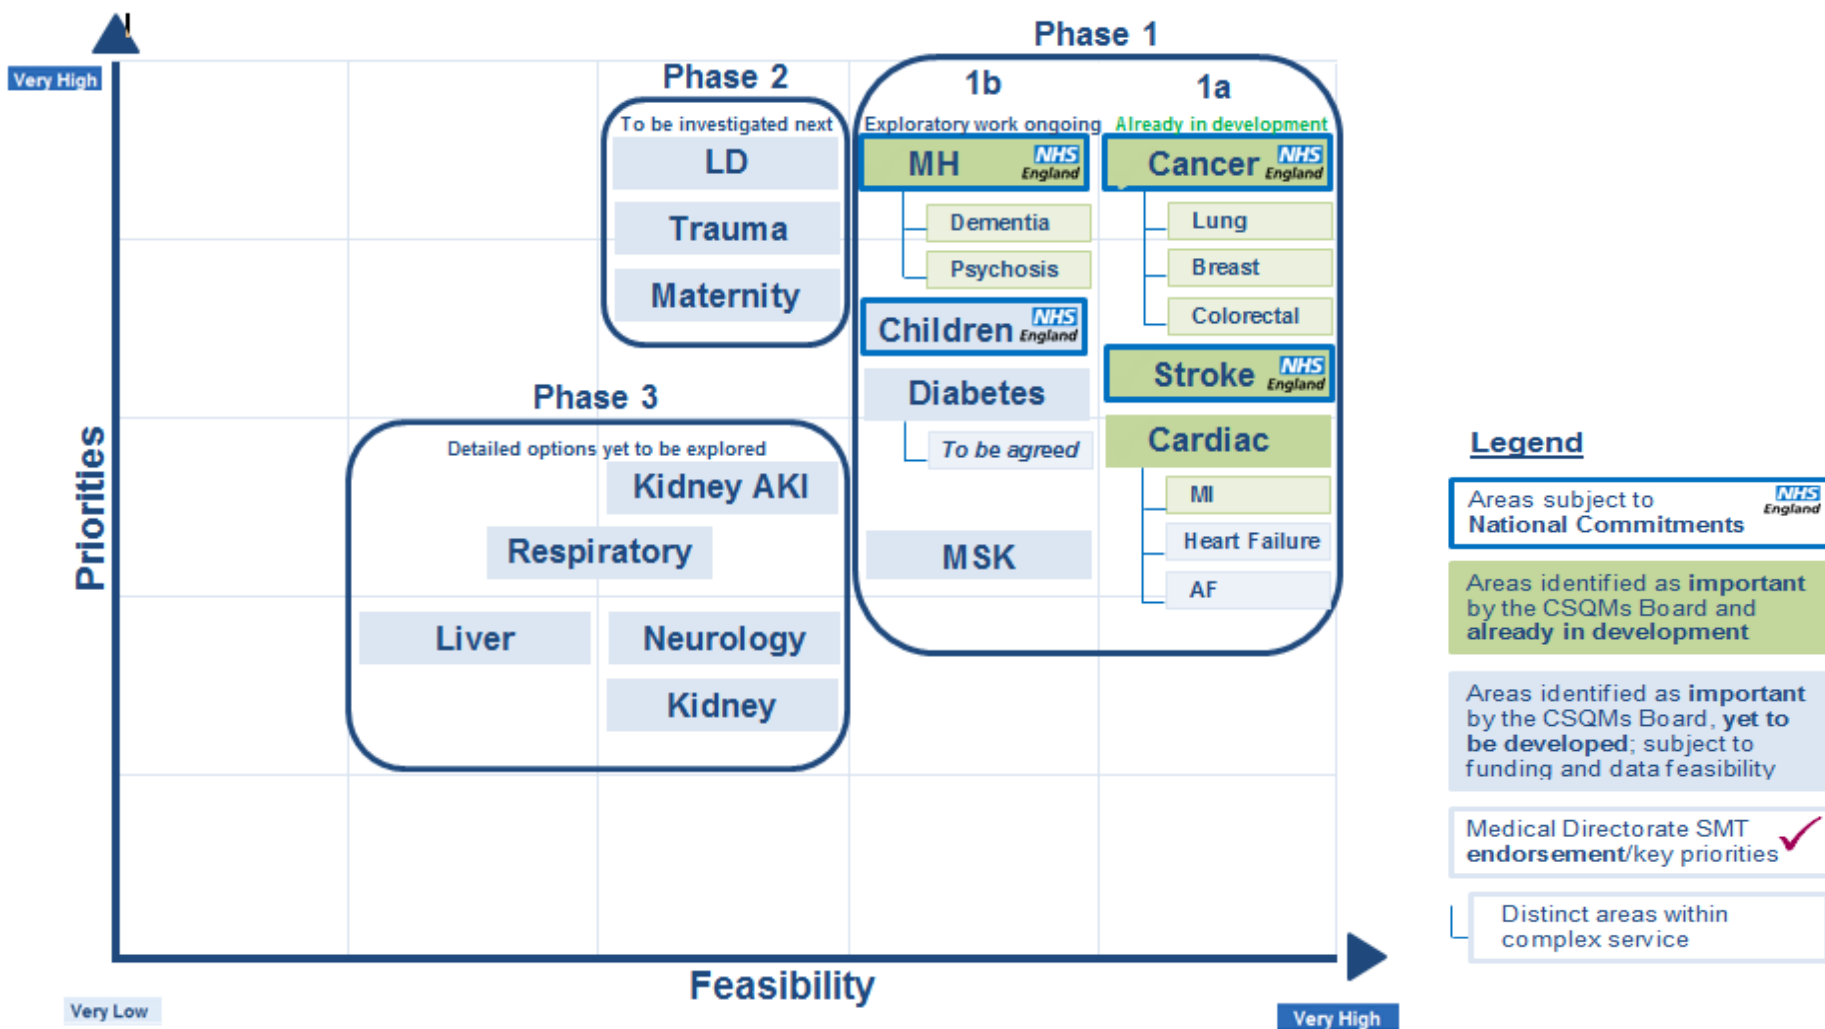 Phase 1
Very High
Phase 2
1b
1a
To be investigated next
Exploratory work ongoing
Already in development
LD
Trauma
Maternity
MH
NHS
England
Dementia
Psychosis
Children
NHS
England
Diabetes
To be agreed
MSK
Cancer
NHS
England
Lung
Breast
Colorectal
Stroke
NHS
England
Cardiac
MI
Heart Failure
AF
Phase 3
Detailed options yet to be explored
Kidney AKI
Respiratory
Liver
Neurology
Kidney
Priorities
Feasibility
Very Low
Very High
Legend
Areas subject to
National Commitments
NHS
England
Areas identified as important
by the CSQMs Board and
already in development
Areas identified as important
by the CSQMs Board, yet to
be developed; subject to
funding and data feasibility
Medical Directorate SMT
endorsement/key priorities
Distinct areas within
complex service